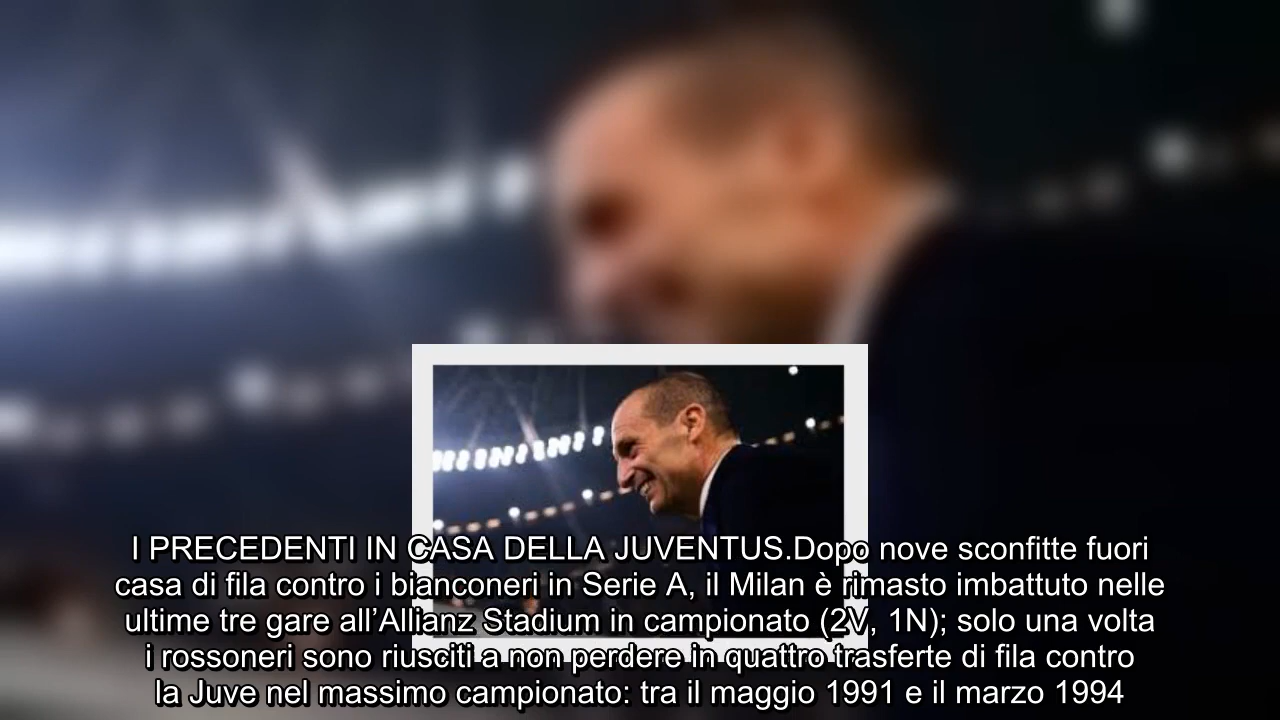 I PRECEDENTI IN CASA DELLA JUVENTUS.Dopo nove sconfitte fuori
casa di fila contro i bianconeri in Serie A, il Milan è rimasto imbattuto nelle
ultime tre gare all’Allianz Stadium in campionato (2V, 1N); solo una volta
i rossoneri sono riusciti a non perdere in quattro trasferte di fila contro
la Juve nel massimo campionato: tra il maggio 1991 e il marzo 1994